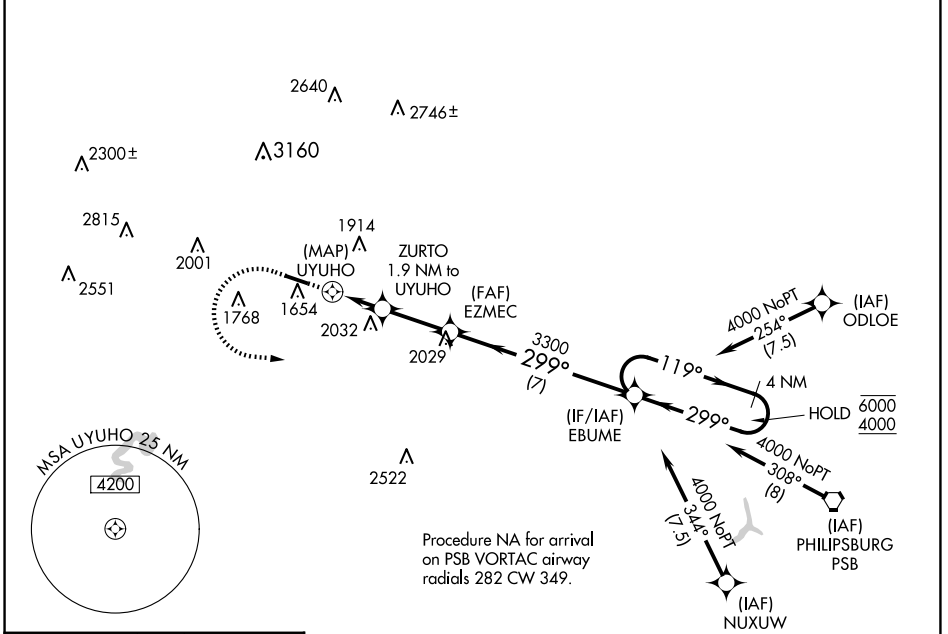 2640
2746±
3160
2300±
2815
2001
2551
1914
(MAP)
UYUHO
ZURTO
1.9 NM to
UYUHO
(FAF)
EZMEC
1768
1654
2032
2029
3300
299°
(7)
4000 NoPT
254°
(7.5)
(IAF)
ODLOE
119°
4 NM
299°
HOLD
6000
4000
(IF/IAF)
EBUME
4000 NoPT
308°
(8)
(IAF)
PHILIPSBURG
PSB
4000 NoPT
344°
(7.5)
(IAF)
NUXUW
2522
MSA UYUHO 25 NM
4200
Procedure NA for arrival
on PSB VORTAC airway
radials 282 CW 349.